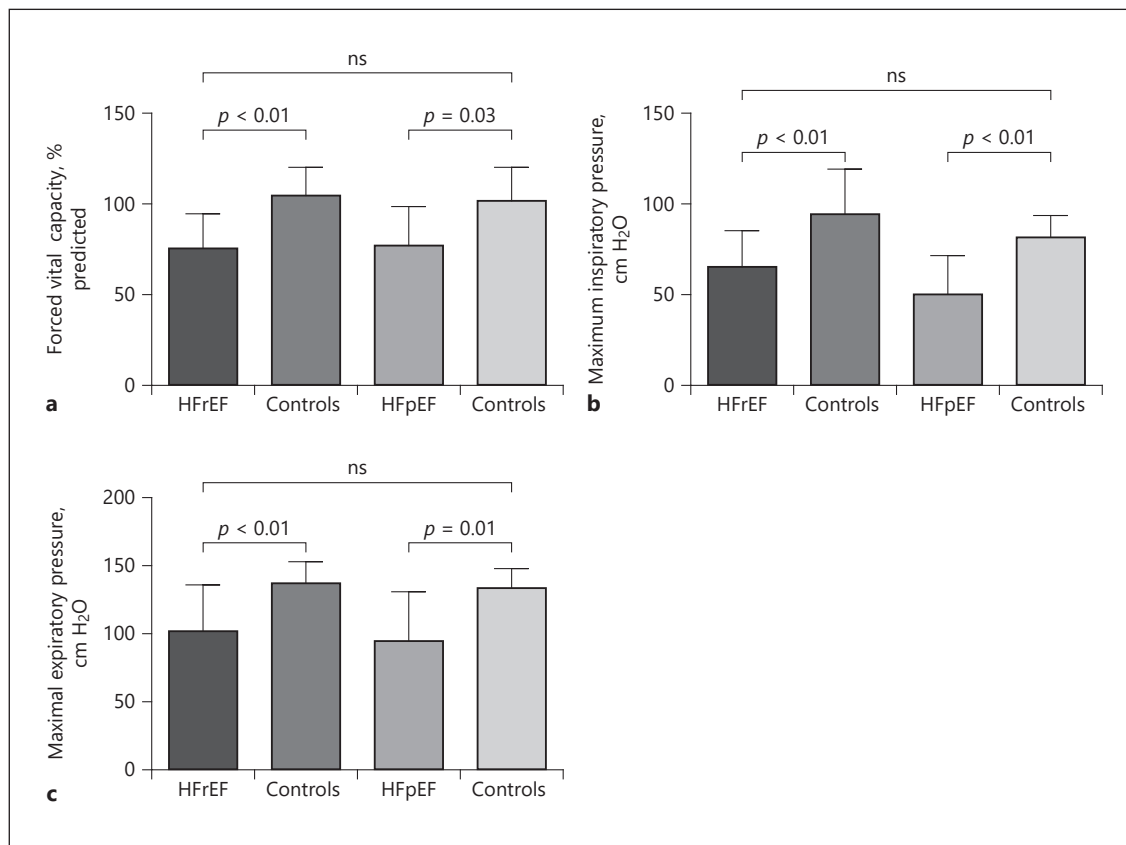 ns
p < 0.01
p = 0.03
150
100
50
0
Forced vital capacity, %
predicted
HFrEF
Controls
HFpEF
Controls
a
ns
p < 0.01
p < 0.01
150
100
50
0
Maximum inspiratory pressure,
cm H₂O
HFrEF
Controls
HFpEF
Controls
b
ns
p < 0.01
p = 0.01
200
150
100
50
0
Maximal expiratory pressure,
cm H₂O
HFrEF
Controls
HFpEF
Controls
c